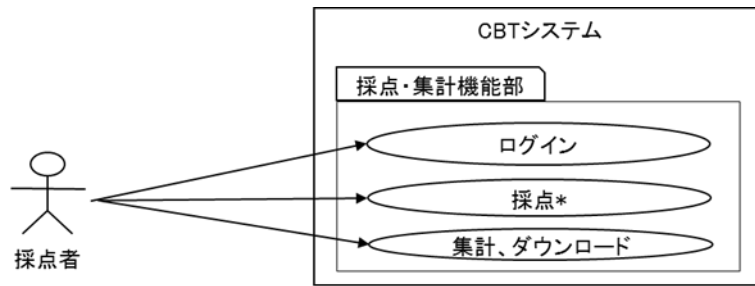 CBTシステム
採点・集計機能部
ログイン
採点*
集計、ダウンロード
採点者